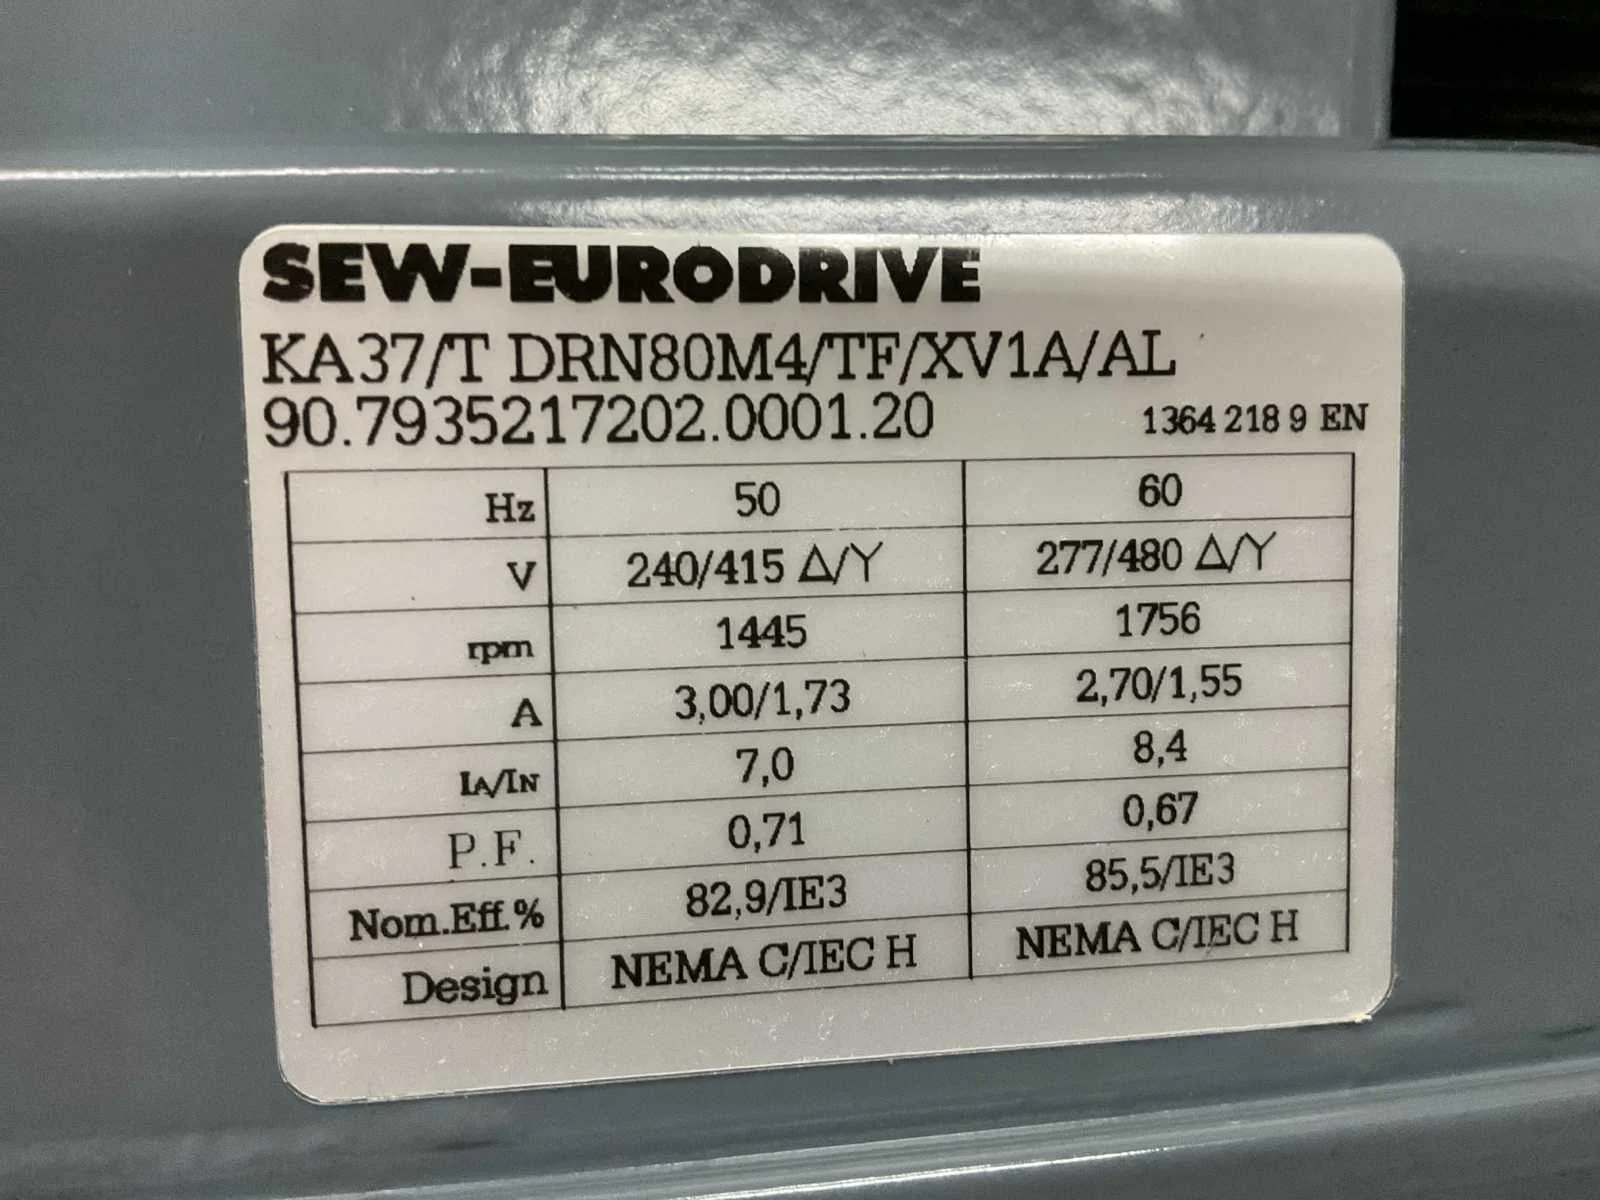 SEW-EURODRIVE
KA37/T DRN80M4/TF/XV1A/AL
90.7935217202.0001.20 1364 218 9 EN
Hz 50 60
V 240/415 Δ/Y 277/480 Δ/Y
rpm 1445 1756
A 3,00/1,73 2,70/1,55
IA/IN 7,0 8,4
P.F. 0,71 0,67
Nom.Eff.% 82,9/IE3 85,5/IE3
Design NEMA C/IEC H NEMA C/IEC H